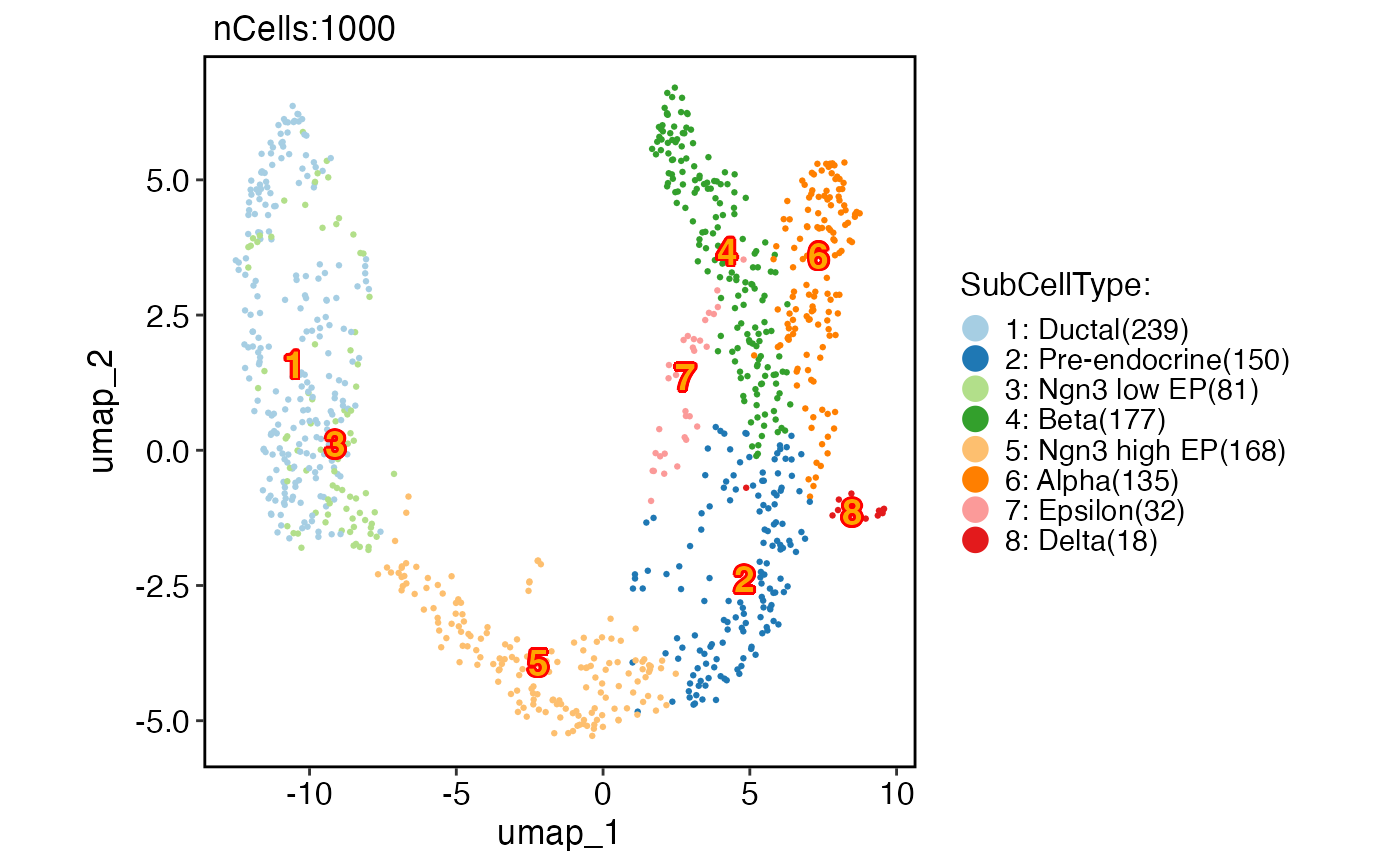 nCells:1000
5.0
2.5
0.0
-2.5
-5.0
umap_2
-10
-5
0
5
10
umap_1
1
2
3
4
5
6
7
8
SubCellType:
1: Ductal(239)
2: Pre-endocrine(150)
3: Ngn3 low EP(81)
4: Beta(177)
5: Ngn3 high EP(168)
6: Alpha(135)
7: Epsilon(32)
8: Delta(18)